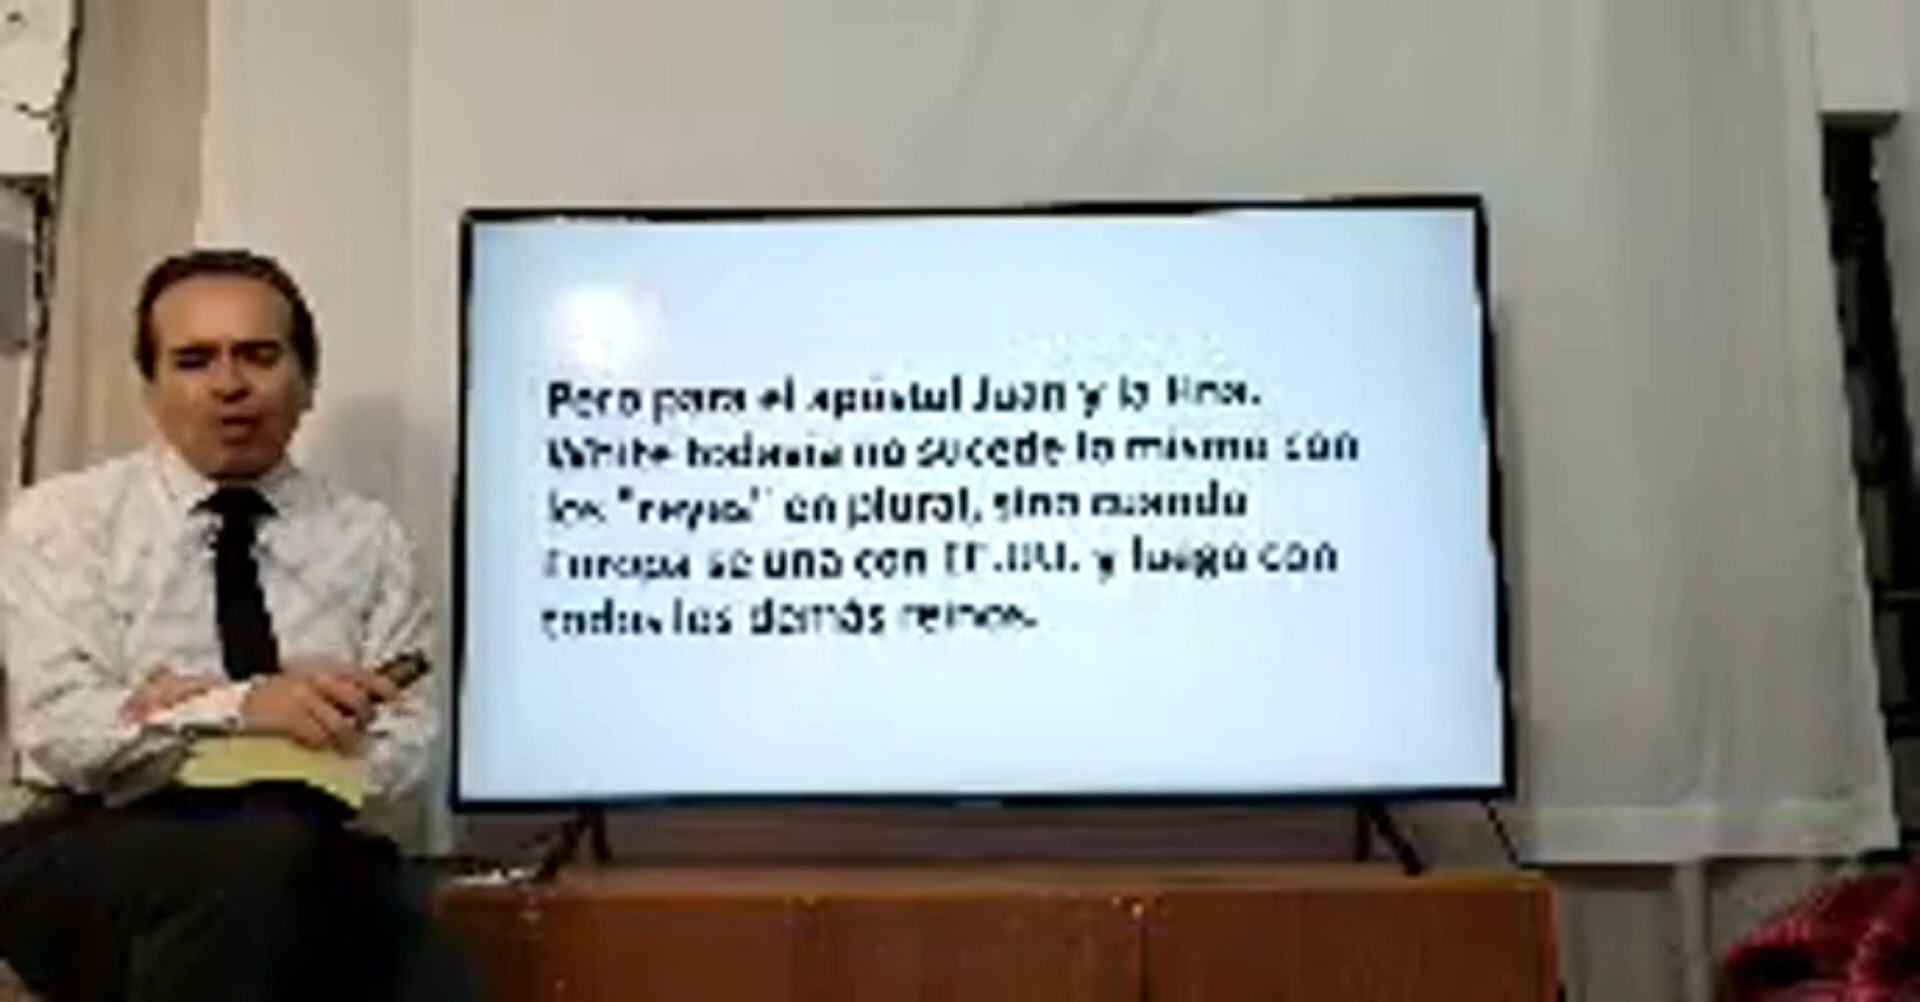 Pero para el apóstol Juan y la Hna.
White todavía no sucede lo mismo con
los "reyes" en plural, sino cuando
Europa se una con EE.UU. y luego con
todos los demás reinos.